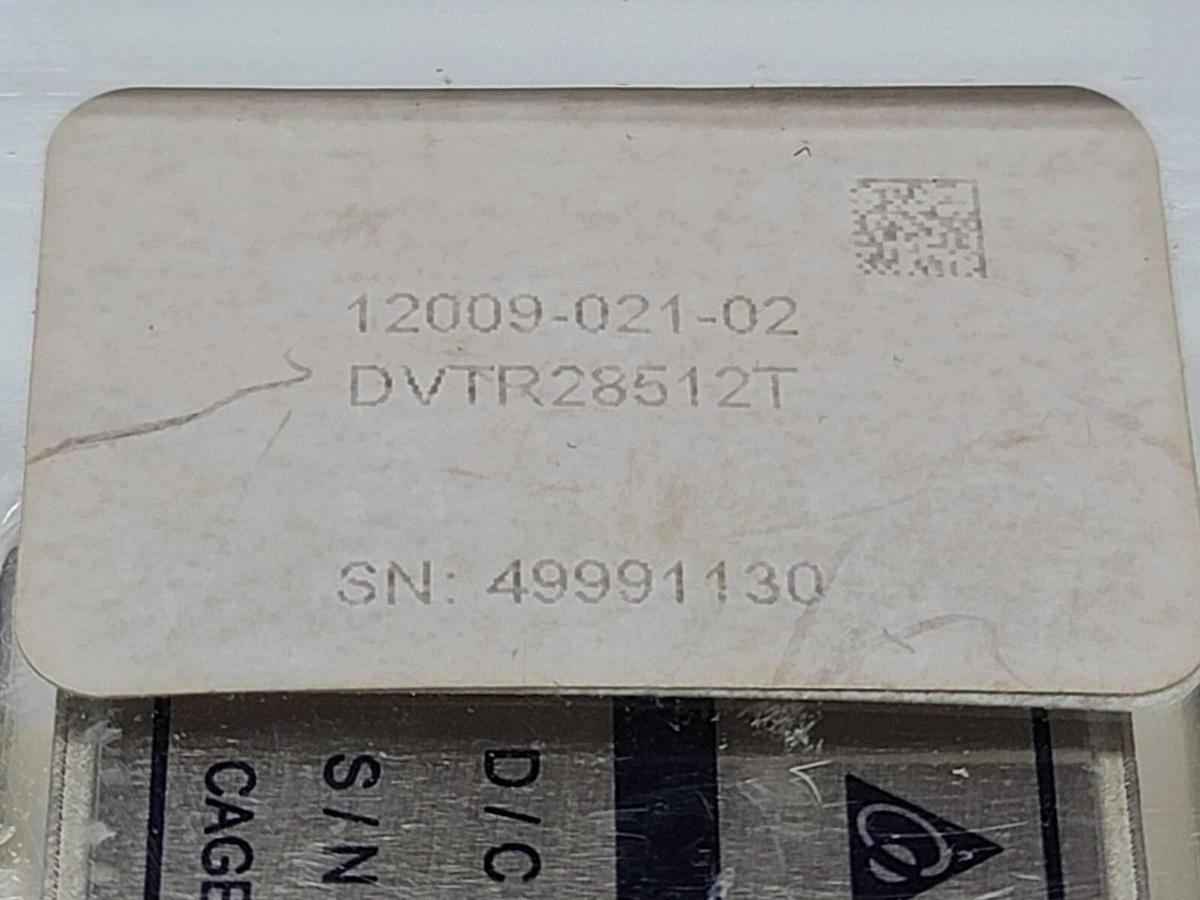 12009-021-02
DVTR28512T
SN: 49991130
D/C
S/N
CAGE